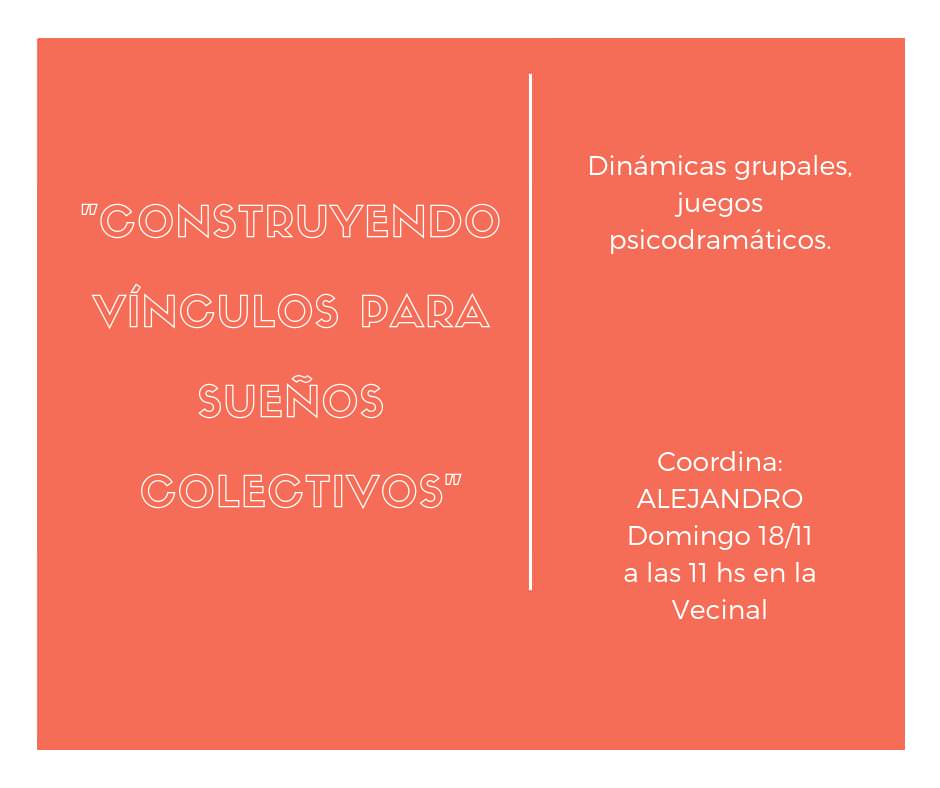 "CONSTRUYENDO
VÍNCULOS PARA
SUEÑOS
COLECTIVOS"
Dinámicas grupales,
juegos
psicodramáticos.
Coordina:
ALEJANDRO
Domingo 18/11
a las 11 hs en la
Vecinal